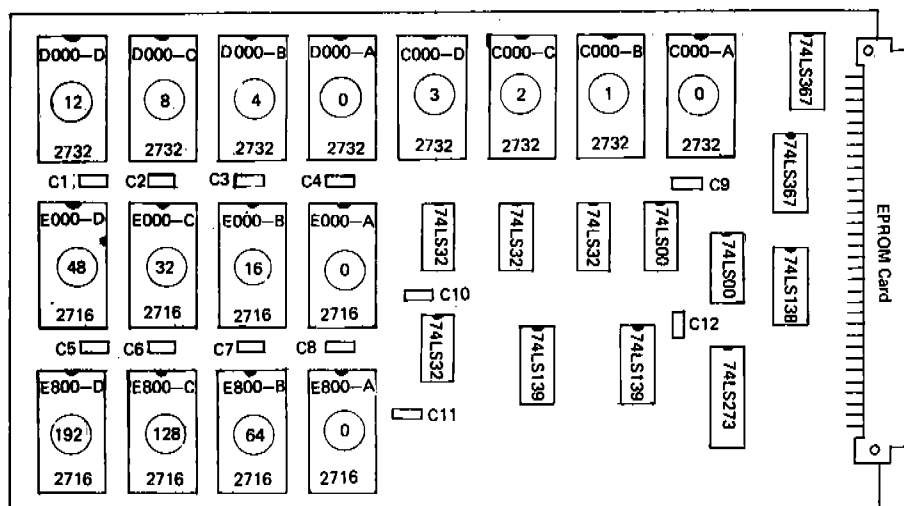 D000-D D000-C D000-B D000-A C000-D C000-C C000-B C000-A
12 8 4 0 3 2 1 0
2732 2732 2732 2732 2732 2732 2732 2732
74LS367
C1 C2 C3 C4 C9
74LS367
E000-D E000-C E000-B E000-A
48 32 16 0
2716 2716 2716 2716
74LS32 74LS32 74LS32 74LS00
74LS00 74LS138
EPROM Card
C10
C12
C5 C6 C7 C8
74LS32 74LS139 74LS139 74LS273
E800-D E800-C E800-B E800-A
192 128 64 0
2716 2716 2716 2716
C11